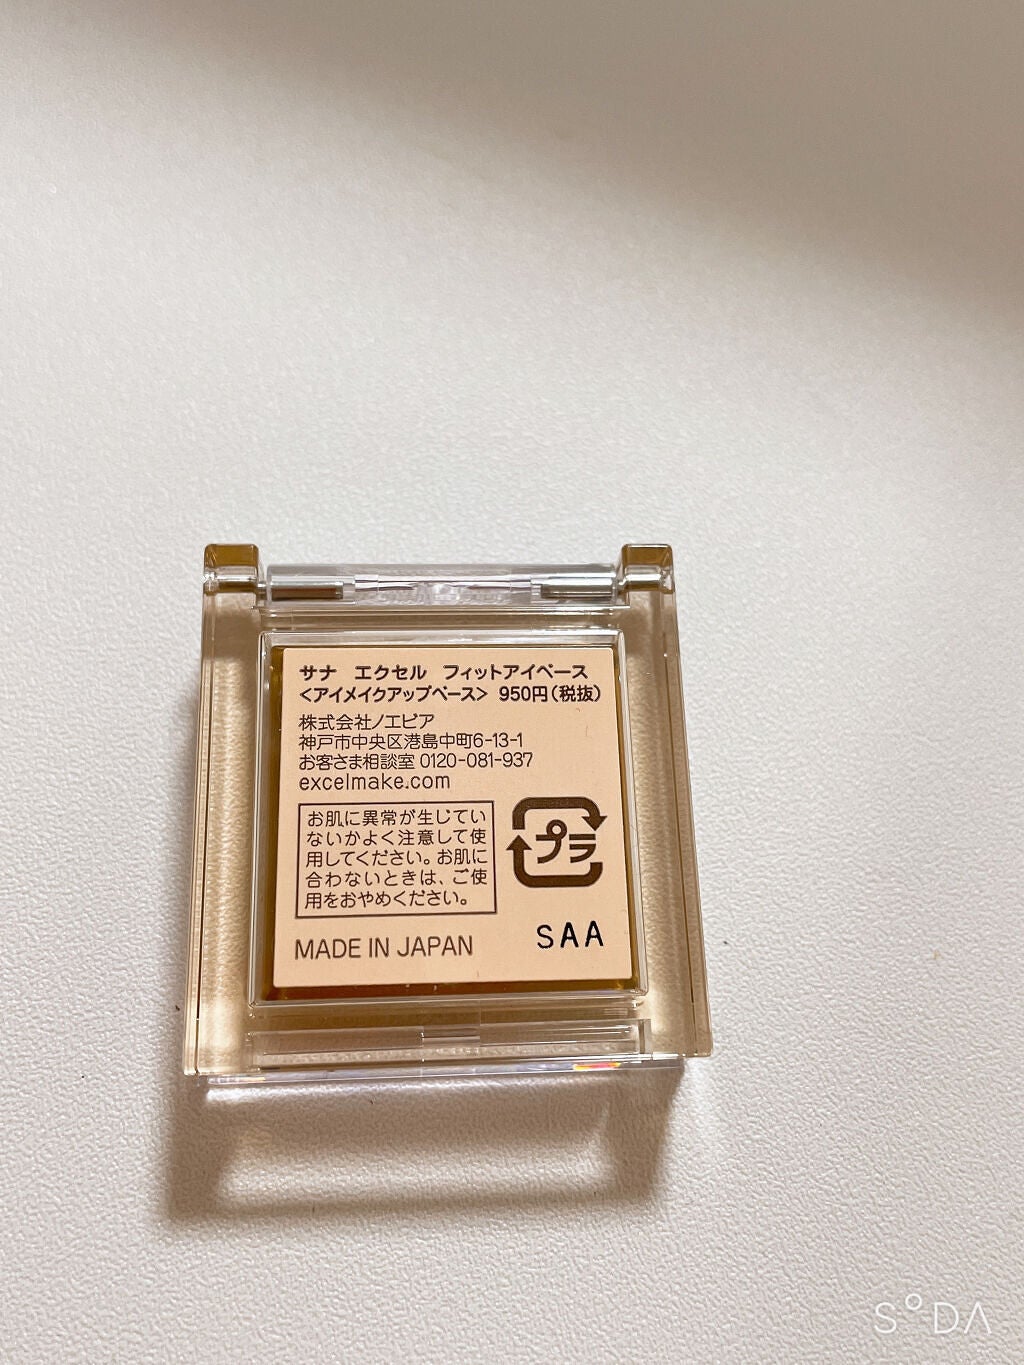 サナ　エクセル　フィットアイベース
<アイメイクアップベース> 950円(税抜)
株式会社ノエビア
神戸市中央区港島中町6-13-1
お客さま相談室 0120-081-937
excelmake.com
お肌に異常が生じてい
ないかよく注意して使
用してください。お肌に
合わないときは、ご使
用をおやめください。
プラ
MADE IN JAPAN
SAA
SODA